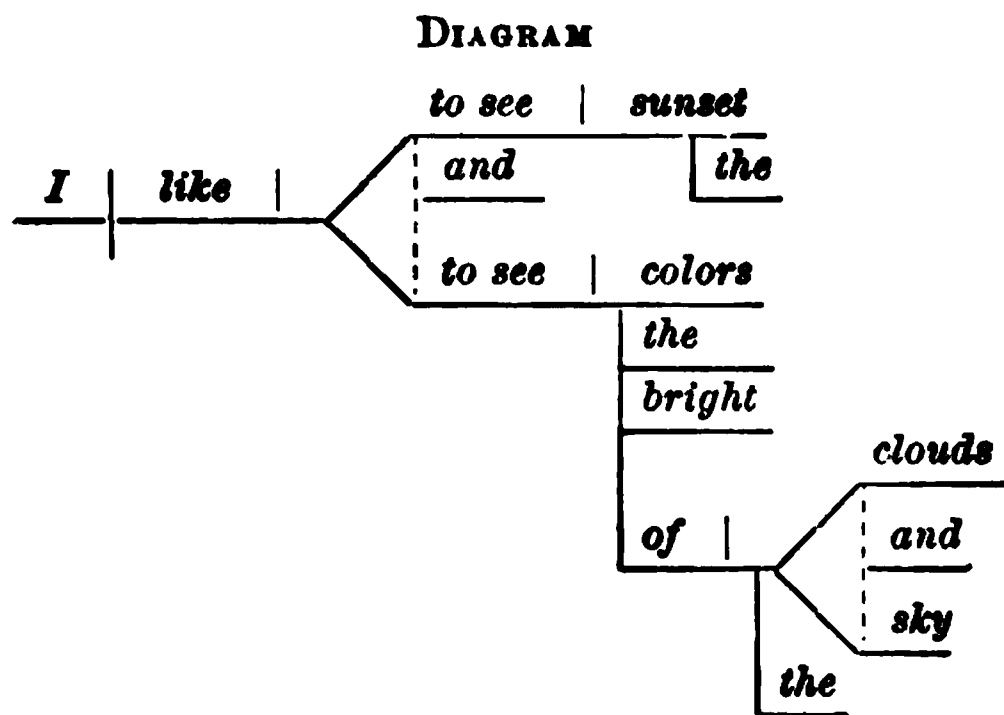 DIAGRAM
to see | sunset
and the
I | like |
to see | colors
the
bright
clouds
of | and
sky
the